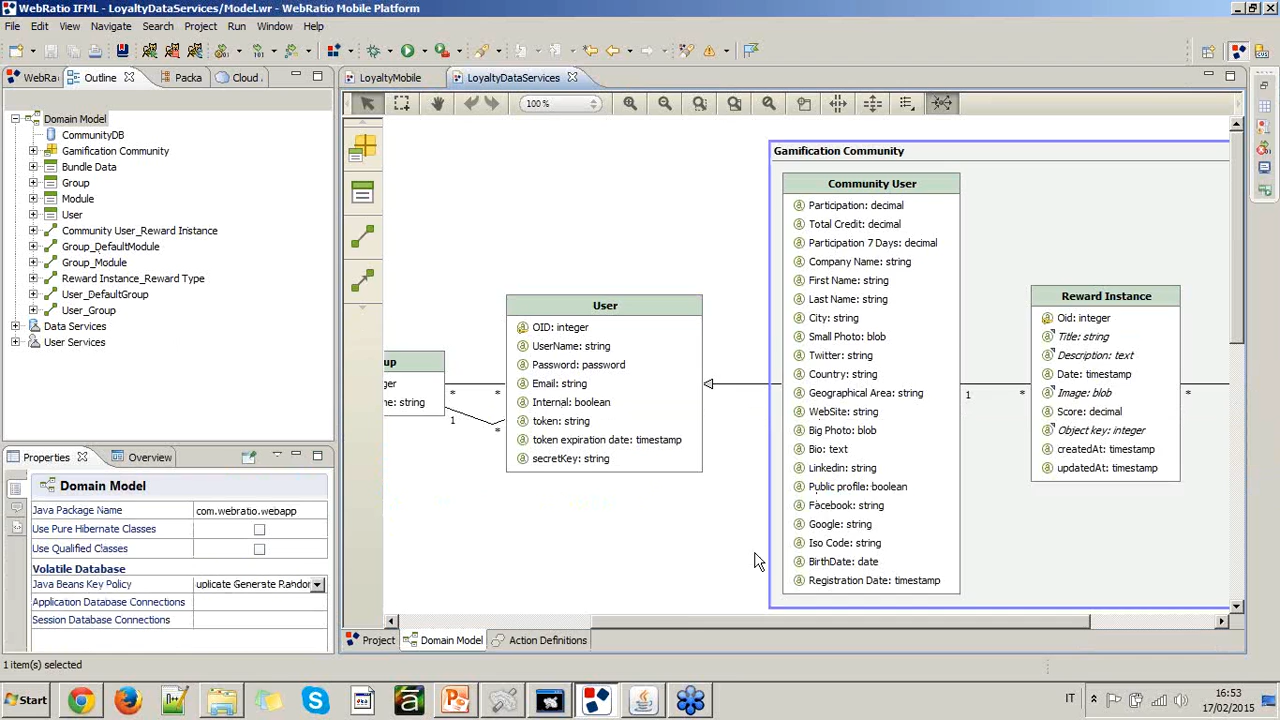 WebRatio IFML - LoyaltyDataServices/Model.wr - WebRatio Mobile Platform
File Edit View Navigate Search Project Run Window Help
WebRa Outline Packa Cloud
LoyaltyMobile LoyaltyDataServices
100 %
Domain Model
CommunityDB
Gamification Community
Bundle Data
Group
Module
User
Community User_Reward Instance
Group_DefaultModule
Group_Module
Reward Instance_Reward Type
User_DefaultGroup
User_Group
Data Services
User Services
Gamification Community
Community User
Participation: decimal
Total Credit: decimal
Participation 7 Days: decimal
Company Name: string
First Name: string
Last Name: string
City: string
Small Photo: blob
Twitter: string
Country: string
Geographical Area: string
WebSite: string
Big Photo: blob
Bio: text
Linkedin: string
Public profile: boolean
Facebook: string
Google: string
Iso Code: string
BirthDate: date
Registration Date: timestamp
User
OID: integer
UserName: string
Password: password
Email: string
Internal: boolean
token: string
token expiration date: timestamp
secretKey: string
up
ger
ne: string
* *
1
*
1 *
*
Reward Instance
Oid: integer
Title: string
Description: text
Date: timestamp
Image: blob
Score: decimal
Object key: integer
createdAt: timestamp
updatedAt: timestamp
Properties Overview
Domain Model
Java Package Name com.webratio.webapp
Use Pure Hibernate Classes
Use Qualified Classes
Volatile Database
Java Beans Key Policy uplicate Generate Random
Application Database Connections
Session Database Connections
Project Domain Model Action Definitions
1 item(s) selected
Start
IT
16:53
17/02/2015